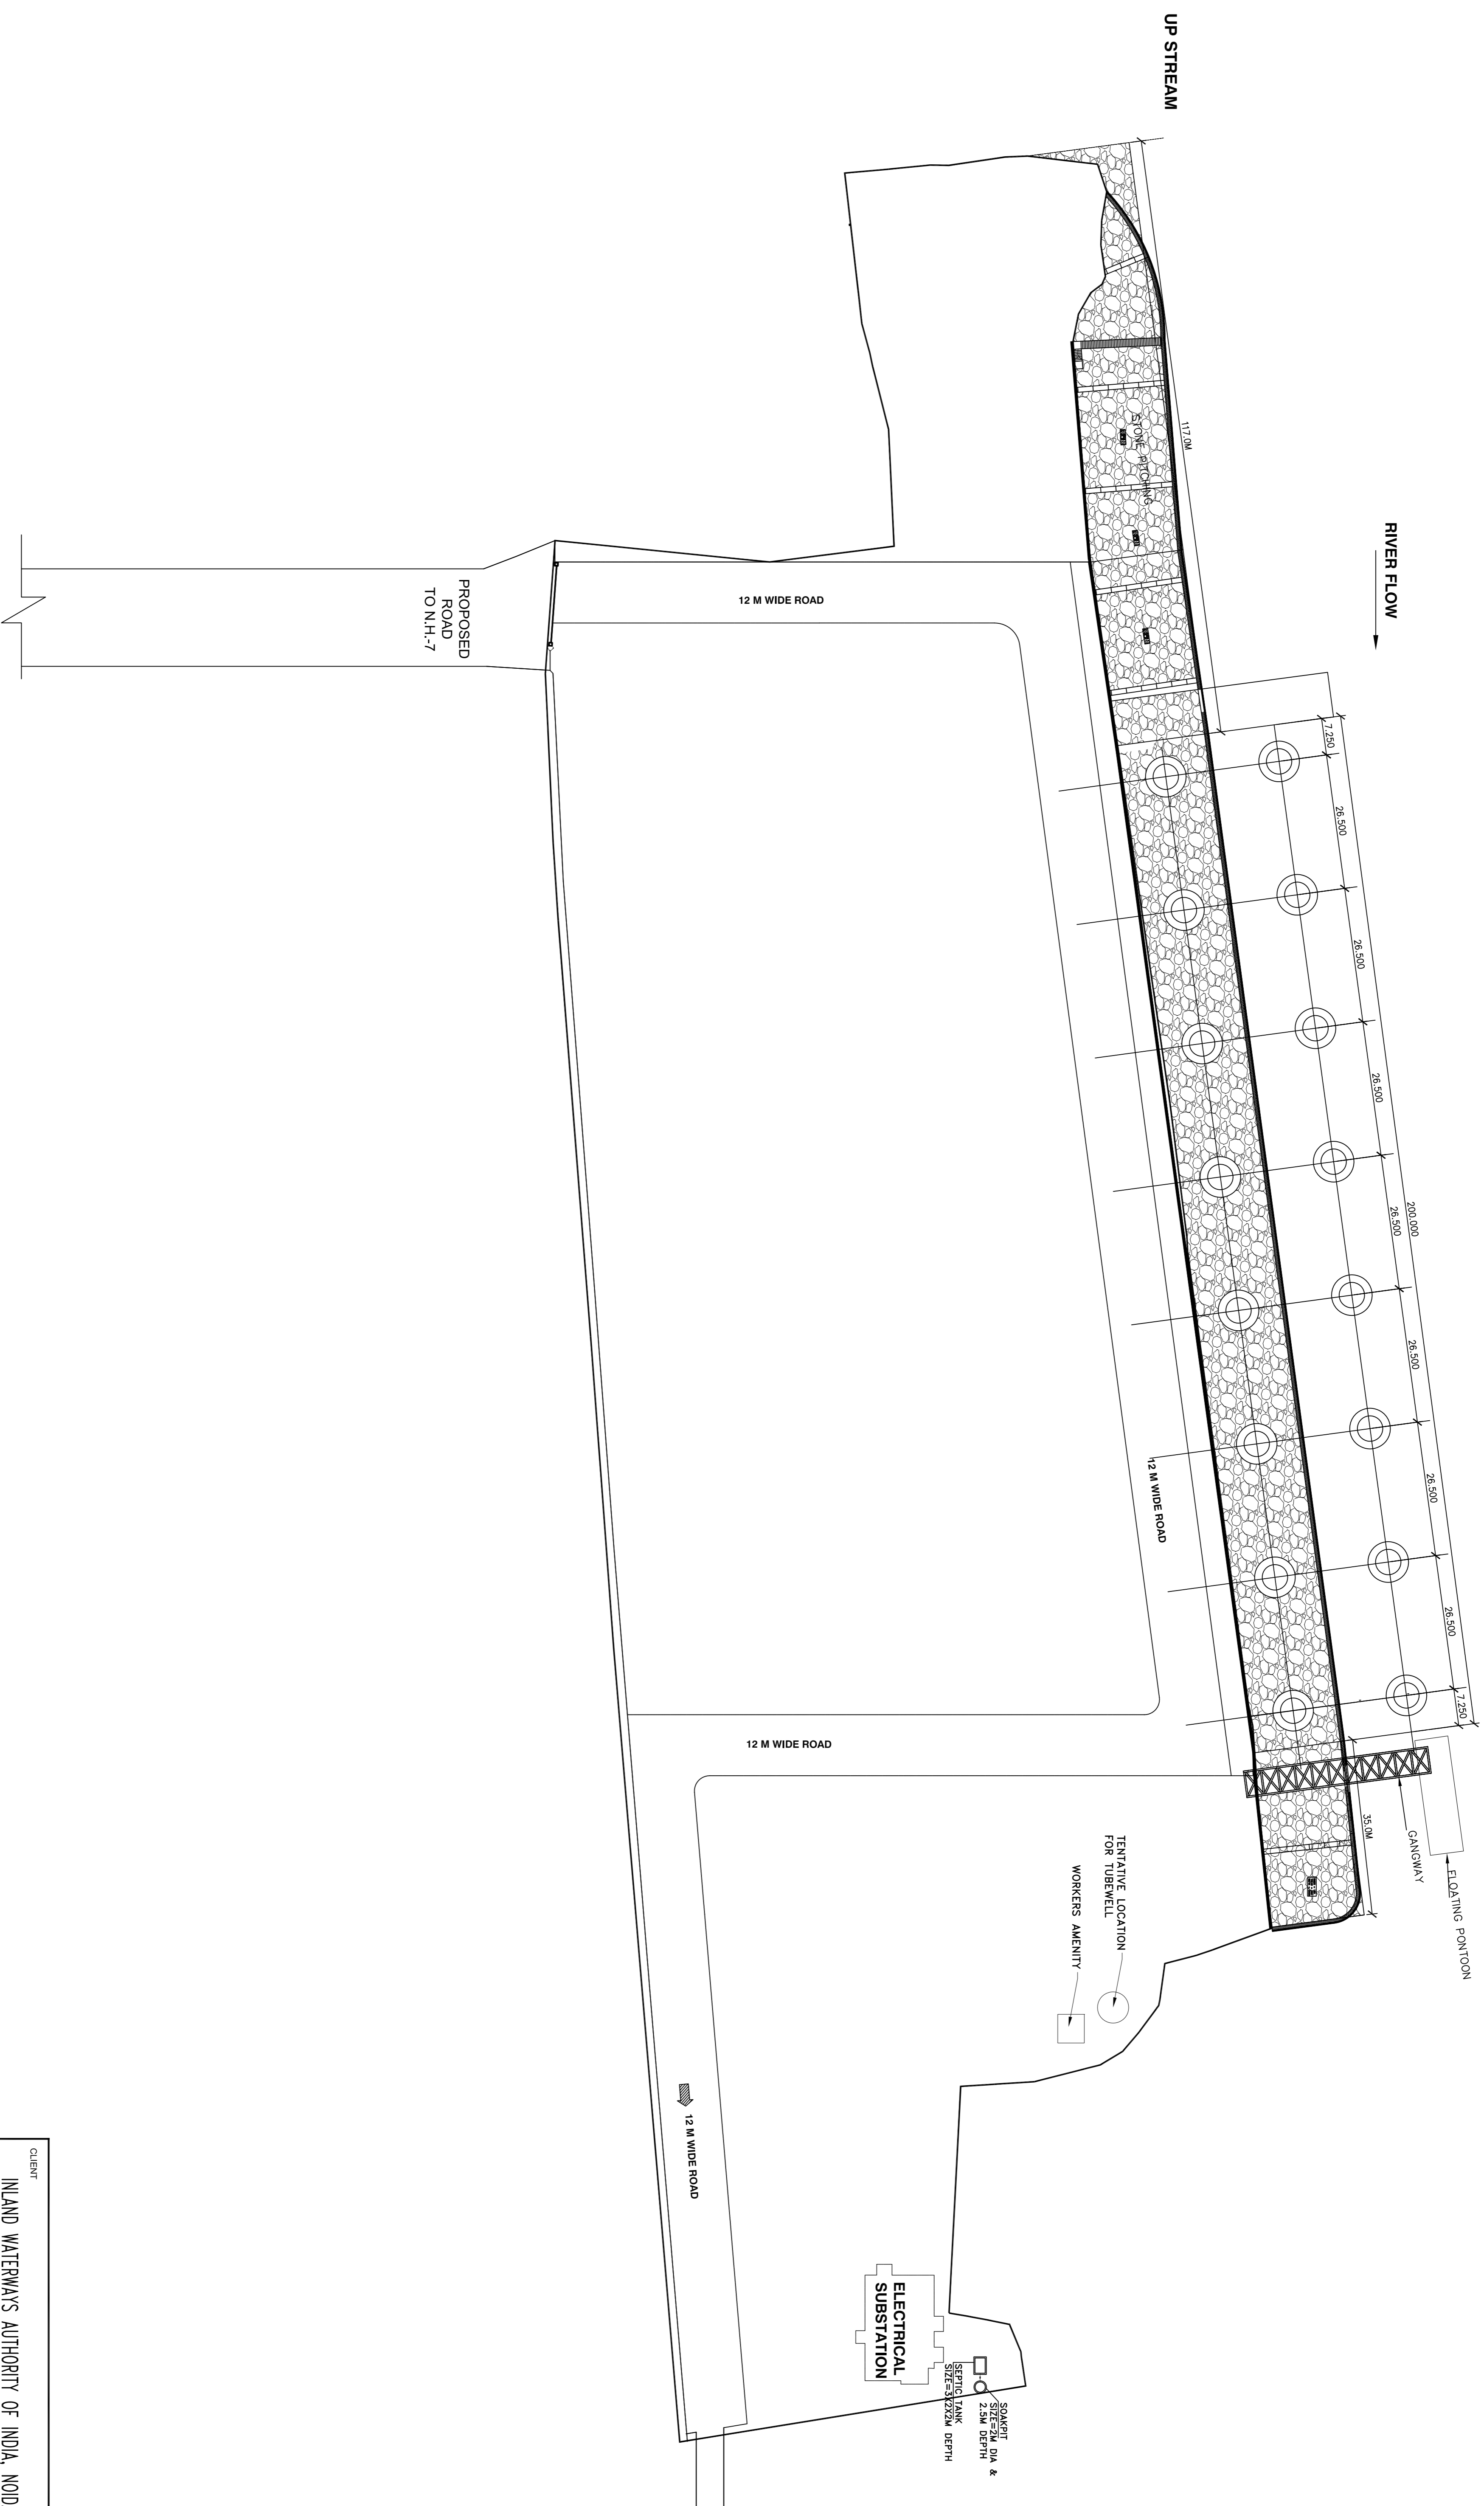 UP STREAM
RIVER FLOW
117.0M
STONE PITCHING
7.250
26.500
26.500
26.500
26.500
200.000
26.500
26.500
26.500
7.250
35.0M
FLOATING PONTOON
GANGWAY
12 M WIDE ROAD
12 M WIDE ROAD
12 M WIDE ROAD
12 M WIDE ROAD
PROPOSED
ROAD
TO N.H.-7
TENTATIVE LOCATION
FOR TUBEWELL
WORKERS AMENITY
ELECTRICAL
SUBSTATION
SOAKPIT
SIZE=2M DIA &
2.5M DEPTH
SEPTIC TANK
SIZE=3X2X2M DEPTH
CLIENT
INLAND WATERWAYS AUTHORITY OF INDIA, NOID